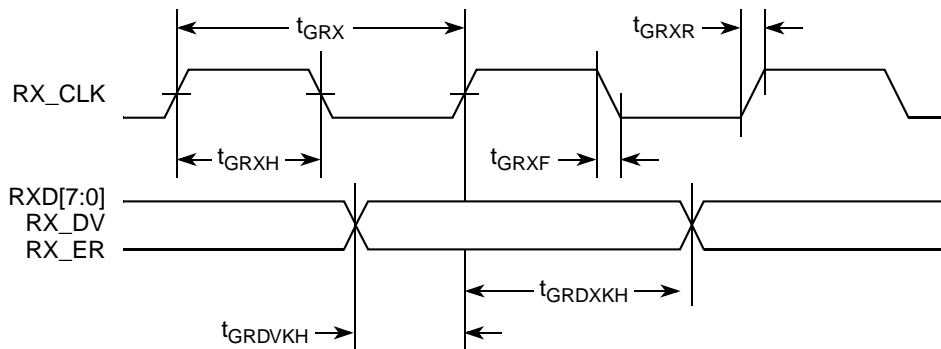 tGRX
tGRXR
RX_CLK
tGRXH
tGRXF
RXD[7:0]
RX_DV
RX_ER
tGRDXKH
tGRDVKH